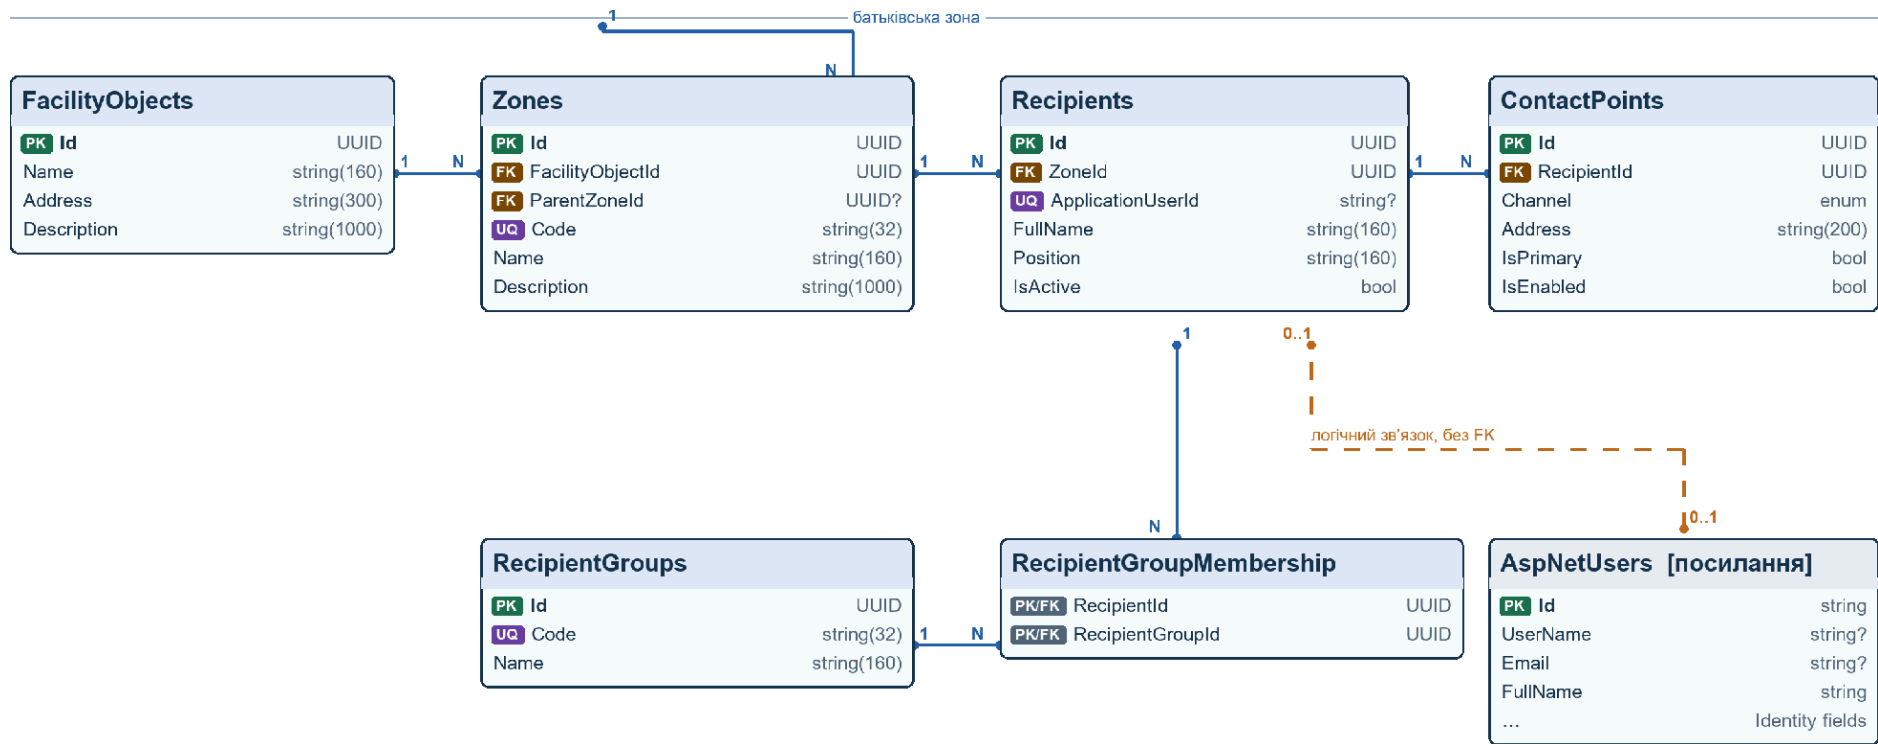 1
батьківська зона
N
FacilityObjects
PK Id UUID
Name string(160)
Address string(300)
Description string(1000)
1 N
Zones
PK Id UUID
FK FacilityObjectId UUID
FK ParentZoneId UUID?
UQ Code string(32)
Name string(160)
Description string(1000)
1 N
Recipients
PK Id UUID
FK ZoneId UUID
UQ ApplicationUserId string?
FullName string(160)
Position string(160)
IsActive bool
1 N
ContactPoints
PK Id UUID
FK RecipientId UUID
Channel enum
Address string(200)
IsPrimary bool
IsEnabled bool
1
0..1
логічний зв'язок, без FK
N
0..1
RecipientGroups
PK Id UUID
UQ Code string(32)
Name string(160)
1 N
RecipientGroupMembership
PK/FK RecipientId UUID
PK/FK RecipientGroupId UUID
AspNetUsers [посилання]
PK Id string
UserName string?
Email string?
FullName string
... Identity fields